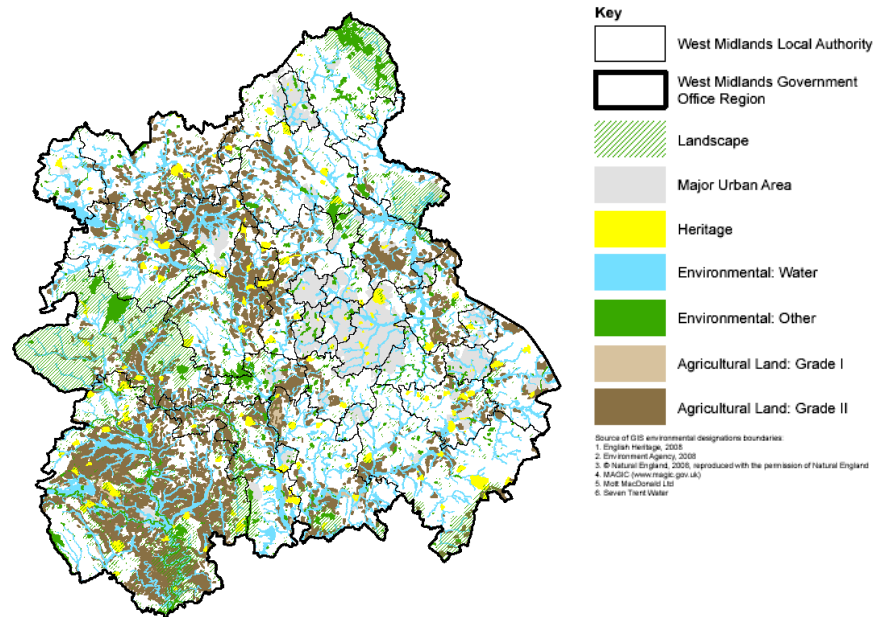 Key
West Midlands Local Authority
West Midlands Government
Office Region
Landscape
Major Urban Area
Heritage
Environmental: Water
Environmental: Other
Agricultural Land: Grade I
Agricultural Land: Grade II
Source of GIS environmental designations boundaries
1. English Heritage, 2008
2. Environment Agency, 2008
3. © Natural England, 2008, reproduced with the permission of Natural England
4. MAGIC (www.magic.gov.uk)
5. Mott MacDonald Ltd
6. Seven Trent Water